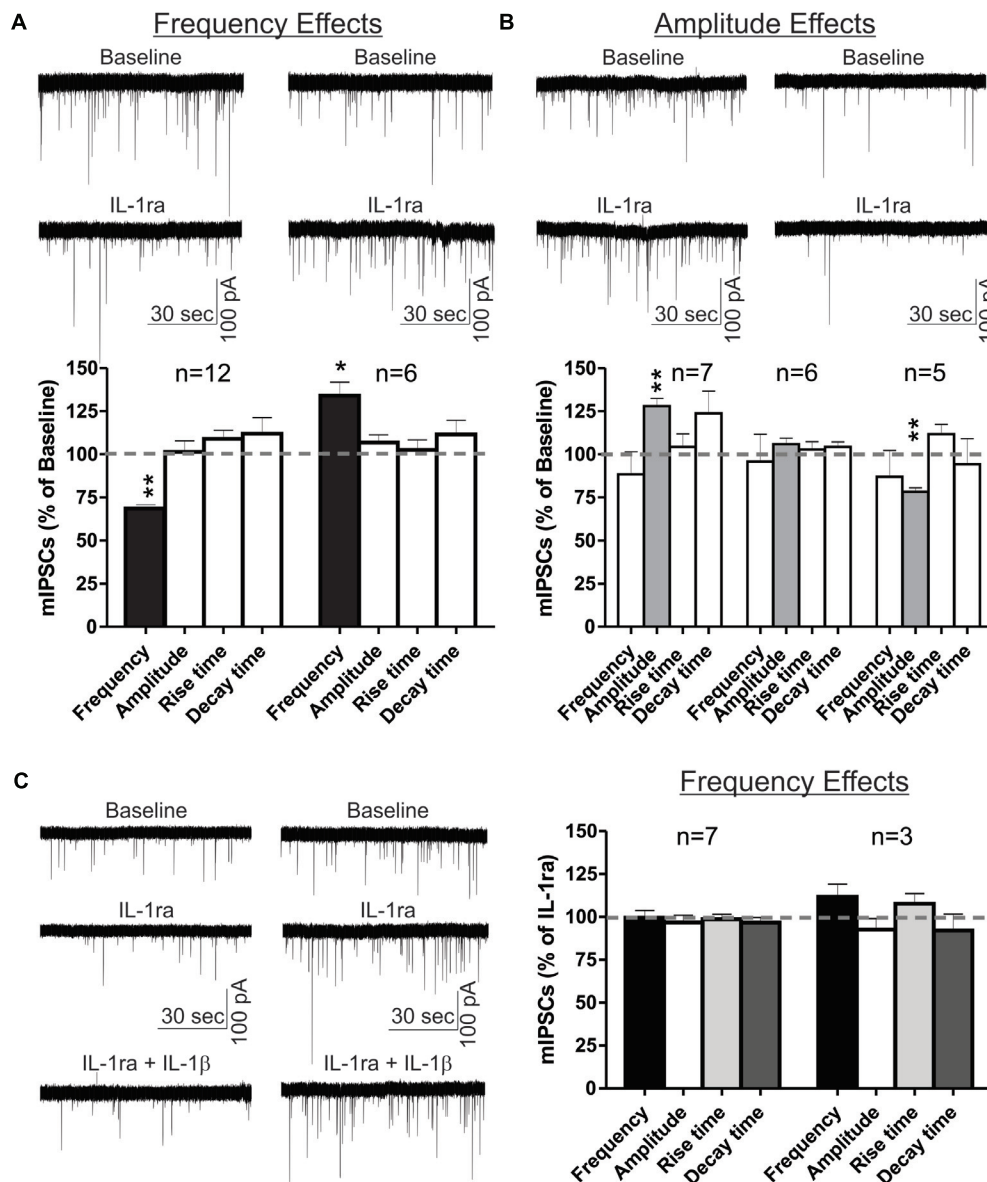 A
Frequency Effects
Baseline
Baseline
IL-1ra
IL-1ra
30 sec
100 pA
30 sec
100 pA
mIPSCs (% of Baseline)
150
125
100
75
50
25
0
n=12
n=6
**
*
Frequency
Amplitude
Rise time
Decay time
Frequency
Amplitude
Rise time
Decay time
B
Amplitude Effects
Baseline
Baseline
IL-1ra
IL-1ra
30 sec
100 pA
30 sec
100 pA
mIPSCs (% of Baseline)
150
125
100
75
50
25
0
n=7
n=6
n=5
**
**
Frequency
Amplitude
Rise time
Decay time
Frequency
Amplitude
Rise time
Decay time
Frequency
Amplitude
Rise time
Decay time
C
Baseline
Baseline
IL-1ra
IL-1ra
30 sec
100 pA
30 sec
100 pA
IL-1ra + IL-1β
IL-1ra + IL-1β
Frequency Effects
mIPSCs (% of IL-1ra)
150
125
100
75
50
25
0
n=7
n=3
Frequency
Amplitude
Rise time
Decay time
Frequency
Amplitude
Rise time
Decay time